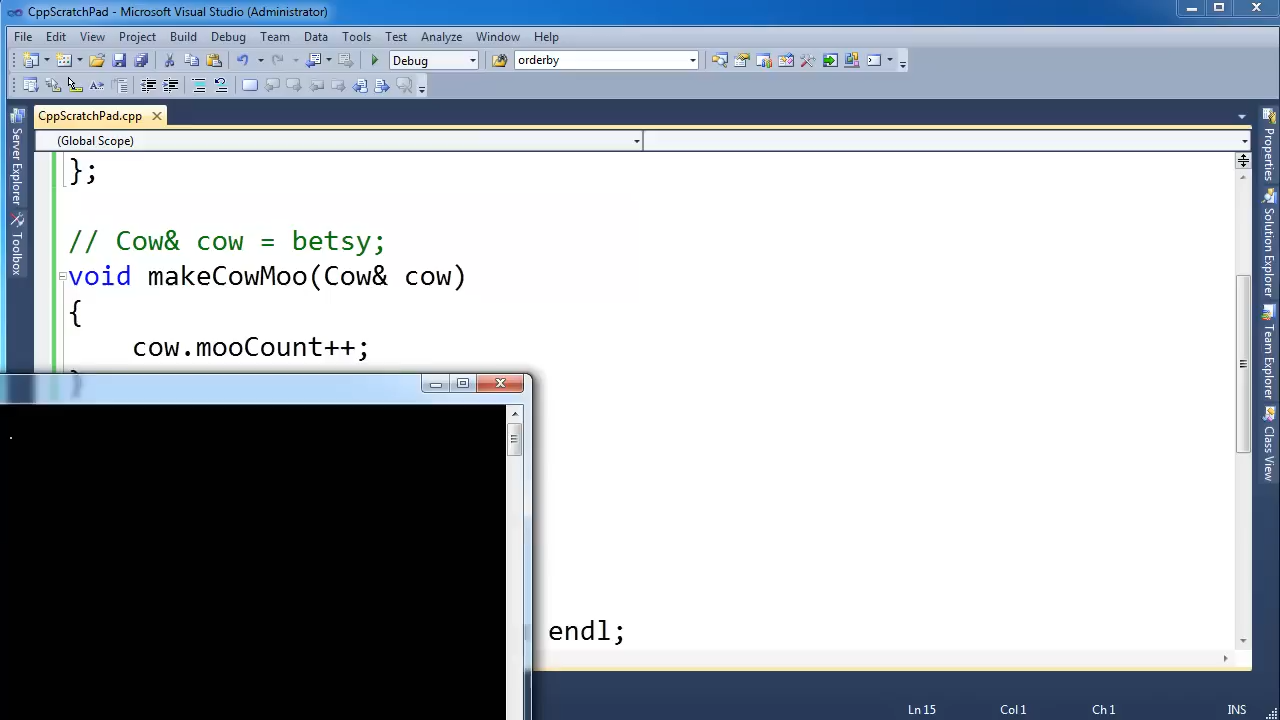 CppScratchPad - Microsoft Visual Studio (Administrator)
File Edit View Project Build Debug Team Data Tools Test Analyze Window Help
Debug orderby
CppScratchPad.cpp
(Global Scope)
};
// Cow& cow = betsy;
void makeCowMoo(Cow& cow)
{
cow.mooCount++;
}
endl;
Server Explorer
Toolbox
Properties
Solution Explorer
Team Explorer
Class View
Ln 15 Col 1 Ch 1 INS